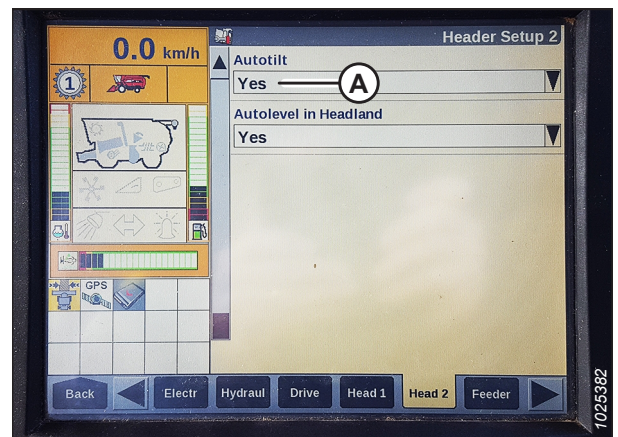 0.0 km/h
Header Setup 2
1
Autotilt
Yes
A
Autolevel in Headland
Yes
GPS
Back
Electr
Hydraul
Drive
Head 1
Head 2
Feeder
1025382